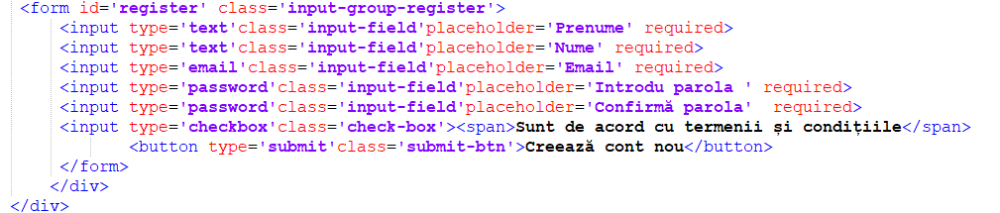 <form id='register' class='input-group-register'>
<input type='text'class='input-field'placeholder='Prenume' required>
<input type='text'class='input-field'placeholder='Nume' required>
<input type='email'class='input-field'placeholder='Email' required>
<input type='password'class='input-field'placeholder='Introdu parola ' required>
<input type='password'class='input-field'placeholder='Confirmă parola'  required>
<input type='checkbox'class='check-box'><span>Sunt de acord cu termenii și condițiile</span>
<button type='submit'class='submit-btn'>Creează cont nou</button>
</form>
</div>
</div>